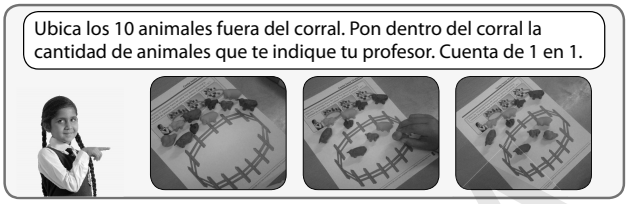 Ubica los 10 animales fuera del corral. Pon dentro del corral la
cantidad de animales que te indique tu profesor. Cuenta de 1 en 1.